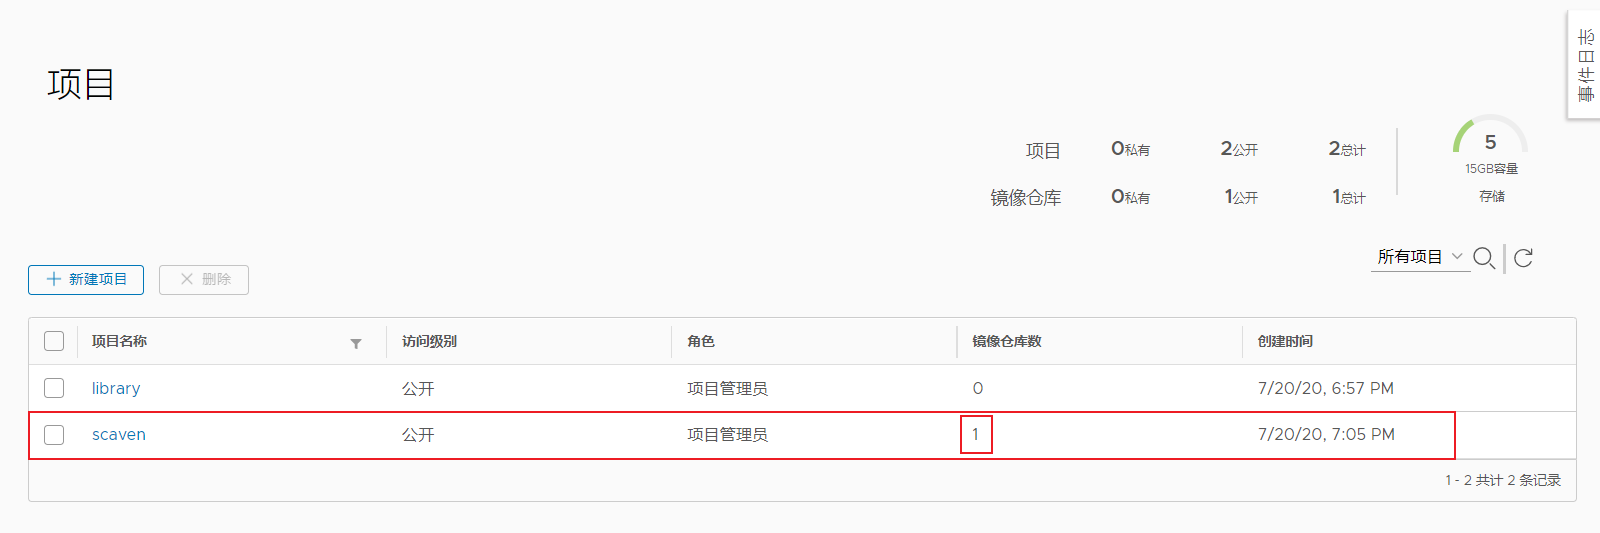 事件日志
项目
项目 0私有 2公开 2总计
镜像仓库 0私有 1公开 1总计
5
15GB容量
存储
所有项目
新建项目 删除
项目名称 访问级别 角色 镜像仓库数 创建时间
library 公开 项目管理员 0 7/20/20, 6:57 PM
scaven 公开 项目管理员 1 7/20/20, 7:05 PM
1 - 2 共计 2 条记录